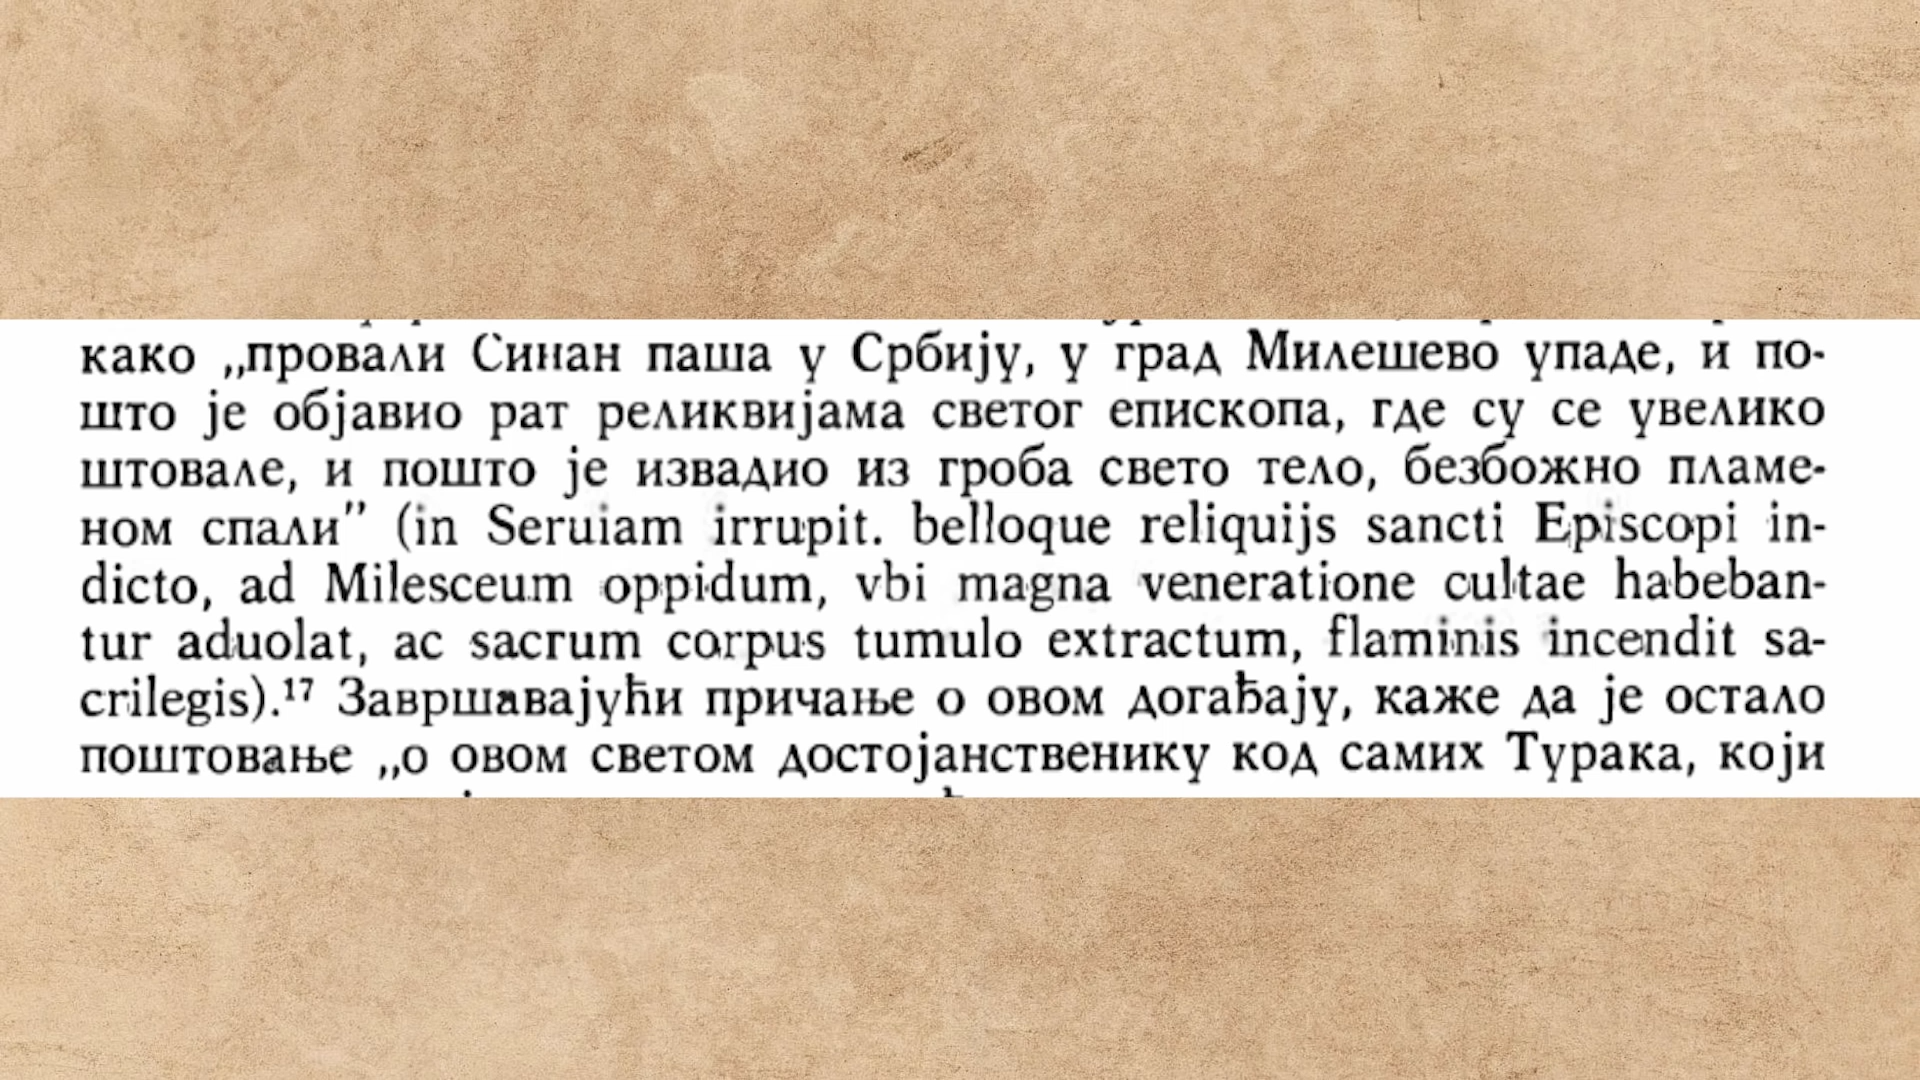 како „провали Синан паша у Србију, у град Милешево упаде, и по-
што је објавио рат реликвијама светог епископа, где су се увелико
штовале, и пошто је извадио из гроба свето тело, безбожно пламе-
ном спали” (in Seruiam irrupit. belloque reliquijs sancti Episcopi in-
dicto, ad Milesceum oppidum, vbi magna veneratione cultae habeban-
tur aduolat, ac sacrum corpus tumulo extractum, flaminis incendit sa-
crilegis).¹⁷ Завршавајући причање о овом догађају, каже да је остало
поштовање „о овом светом достојанственику код самих Турака, који